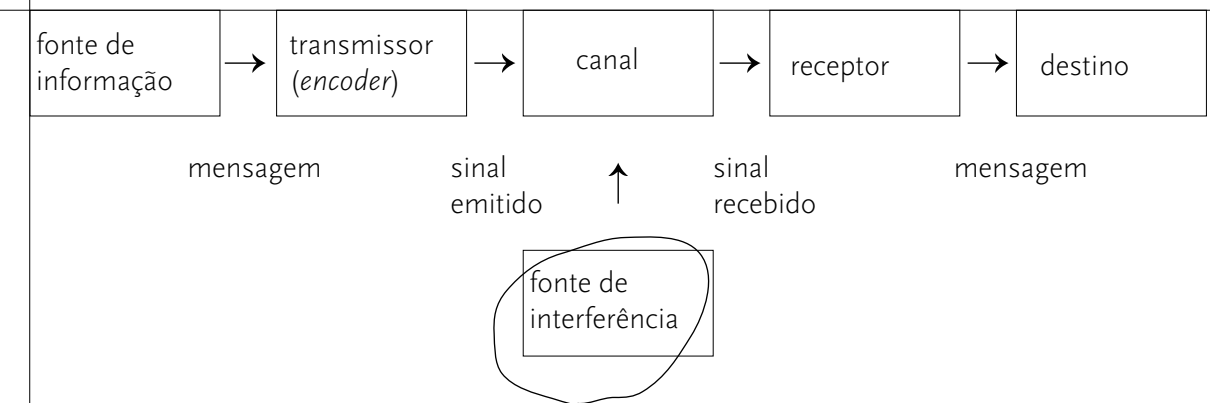 fonte de
informação
transmissor
(encoder)
canal
receptor
destino
mensagem
sinal
emitido
sinal
recebido
mensagem
fonte de
interferência